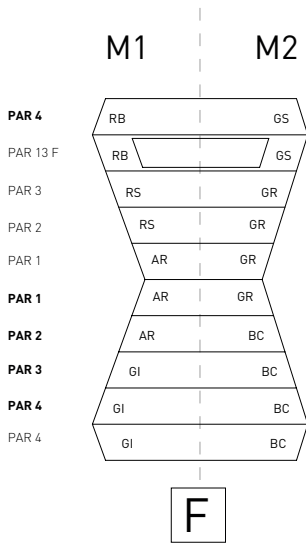 M1 M2
PAR 4 RB GS
PAR 13 F RB GS
PAR 3 RS GR
PAR 2 RS GR
PAR 1 AR GR
PAR 1 AR GR
PAR 2 AR BC
PAR 3 GI BC
PAR 4 GI BC
PAR 4 GI BC
F